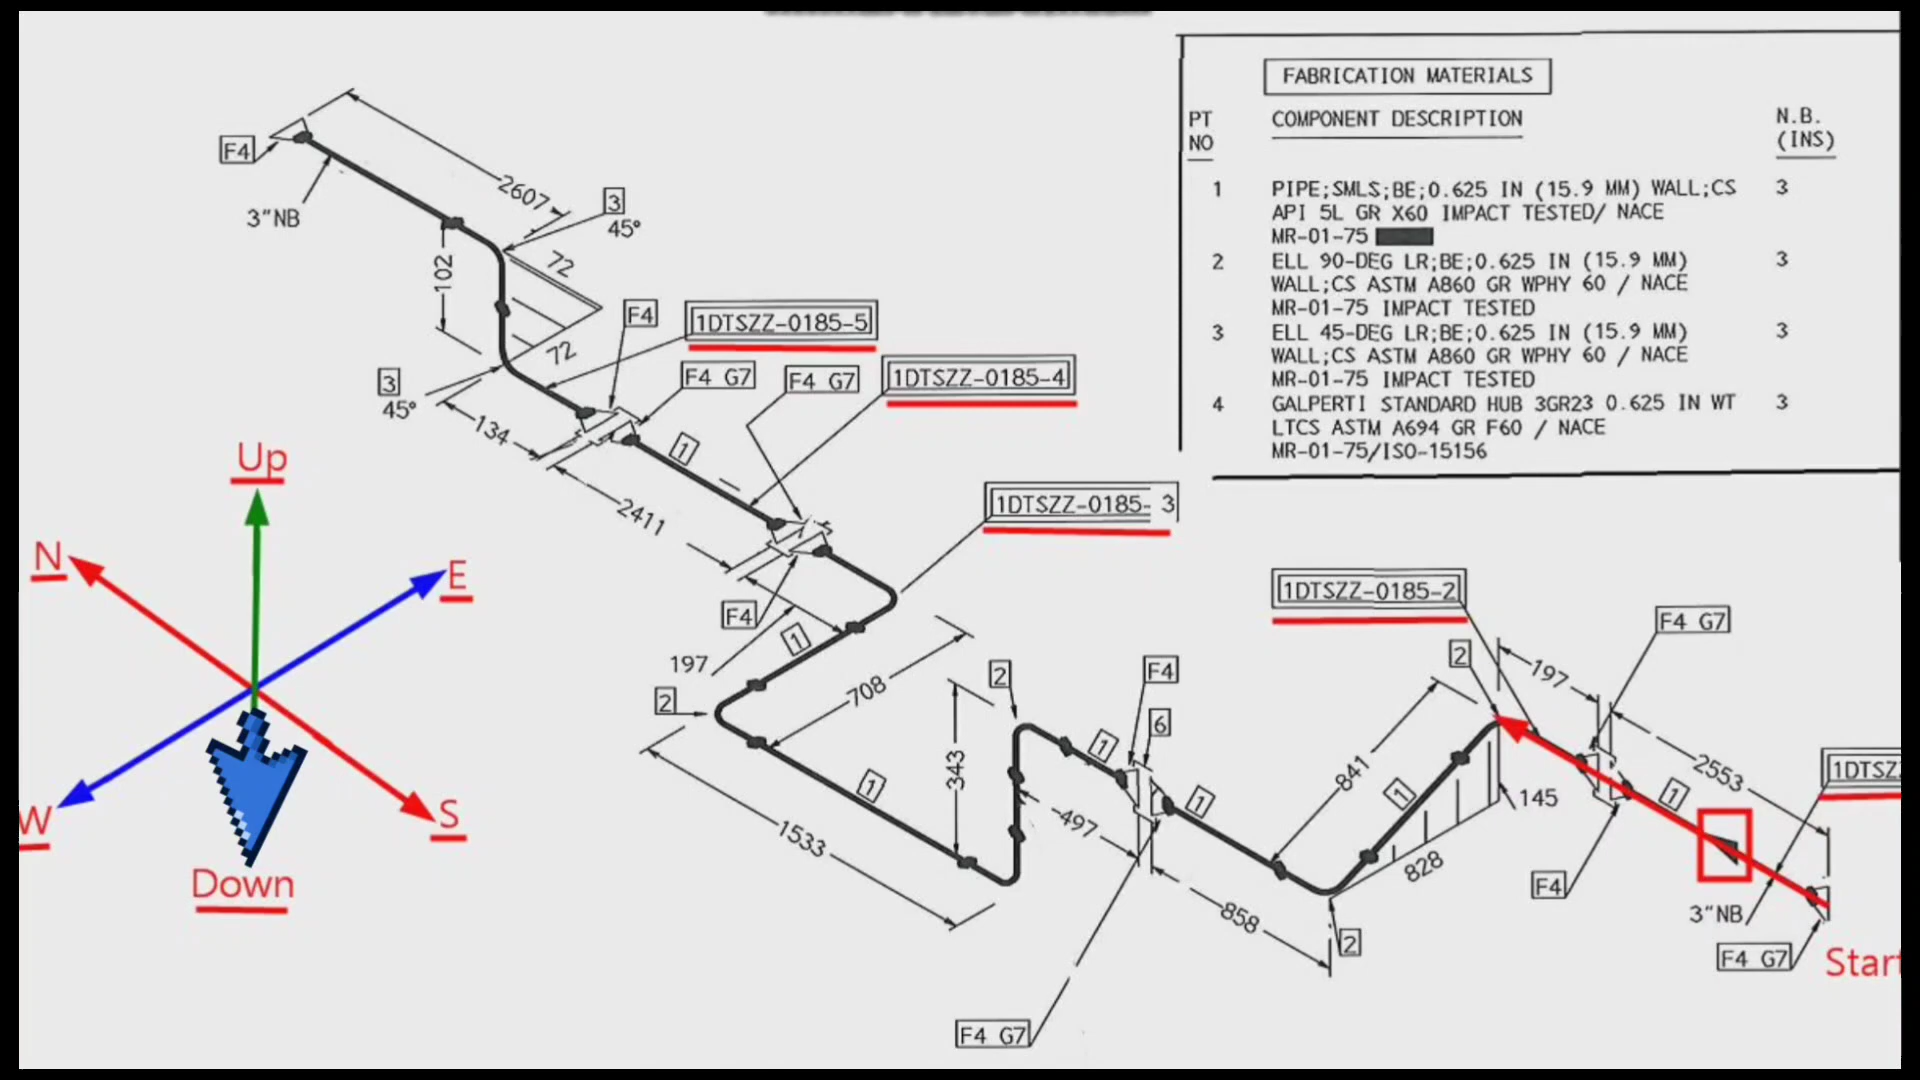 FABRICATION MATERIALS
PT NO
COMPONENT DESCRIPTION
N.B. (INS)
1 PIPE;SMLS;BE;0.625 IN (15.9 MM) WALL;CS 3
API 5L GR X60 IMPACT TESTED/ NACE
MR-01-75
2 ELL 90-DEG LR;BE;0.625 IN (15.9 MM) 3
WALL;CS ASTM A860 GR WPHY 60 / NACE
MR-01-75 IMPACT TESTED
3 ELL 45-DEG LR;BE;0.625 IN (15.9 MM) 3
WALL;CS ASTM A860 GR WPHY 60 / NACE
MR-01-75 IMPACT TESTED
4 GALPERTI STANDARD HUB 3GR23 0.625 IN WT 3
LTCS ASTM A694 GR F60 / NACE
MR-01-75/ISO-15156
F4
3"NB
2607
3
45°
102
72
72
F4
1DTSZZ-0185-5
F4 G7
F4 G7
1DTSZZ-0185-4
3
45°
134
1
2411
1DTSZZ-0185- 3
F4
1
197
2
708
1533
1
343
2
F4
6
1
497
1
858
F4 G7
2
841
1
828
145
2
1DTSZZ-0185-2
197
F4 G7
2553
1
F4
3"NB
1DTSZ
F4 G7
Start
Up
N
E
W
S
Down